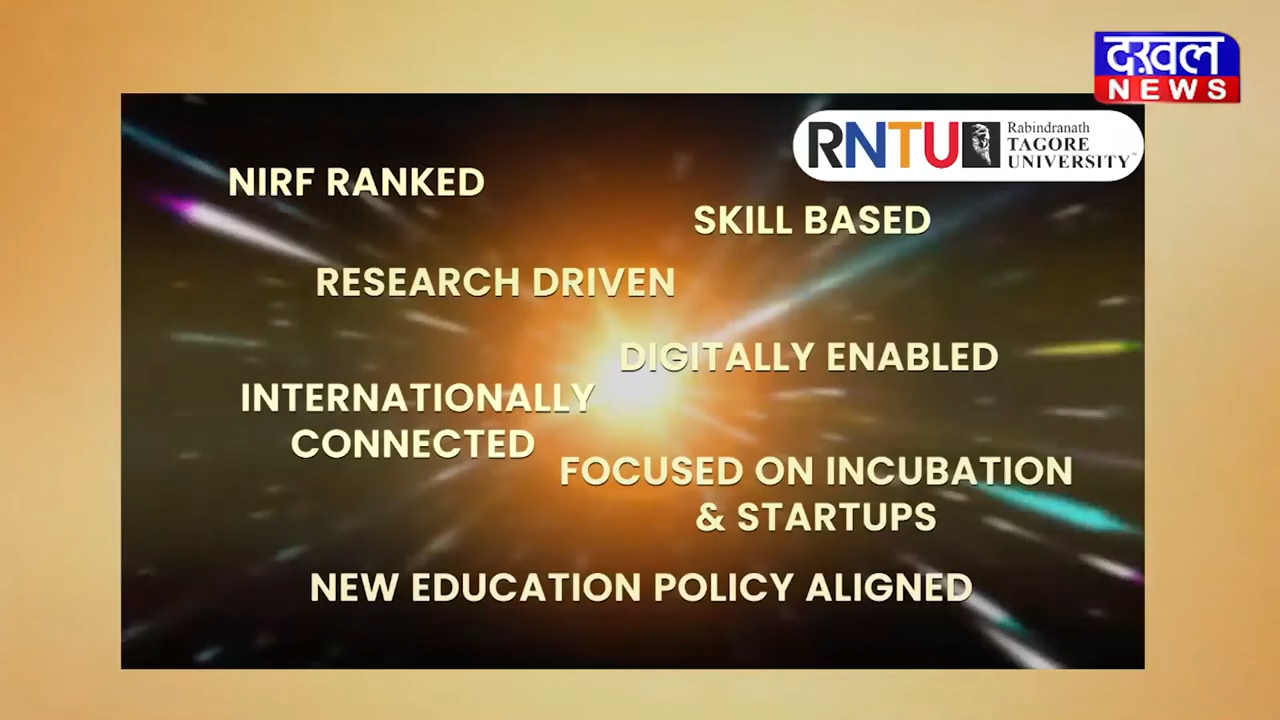 दख़ल
NEWS
RNTU
Rabindranath
TAGORE
UNIVERSITY
NIRF RANKED
SKILL BASED
RESEARCH DRIVEN
DIGITALLY ENABLED
INTERNATIONALLY
CONNECTED
FOCUSED ON INCUBATION
& STARTUPS
NEW EDUCATION POLICY ALIGNED